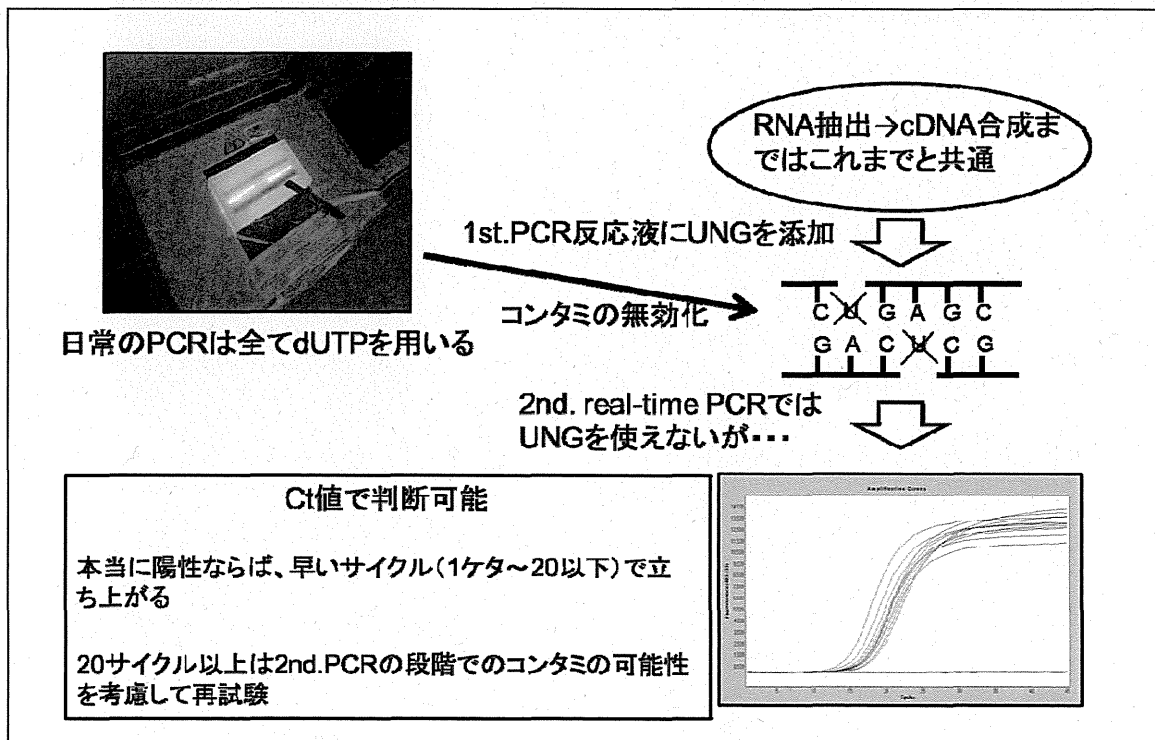 RNA抽出→cDNA合成ま
ではこれまでと共通
1st.PCR反応液にUNGを添加
コンタミの無効化
日常のPCRは全てdUTPを用いる
C U G A G C
G A C U C G
2nd. real-time PCRでは
UNGを使えないが・・・
Ct値で判断可能
本当に陽性ならば、早いサイクル(1ケタ～20以下)で立
ち上がる
20サイクル以上は2nd.PCRの段階でのコンタミの可能性
を考慮して再試験
Amplification Curves
Cycles